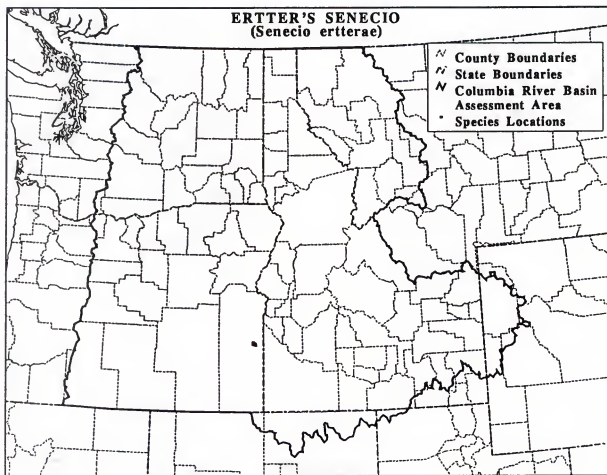 ERTTER'S SENECIO
(Senecio ertterae)
County Boundaries
State Boundaries
Columbia River Basin
Assessment Area
Species Locations